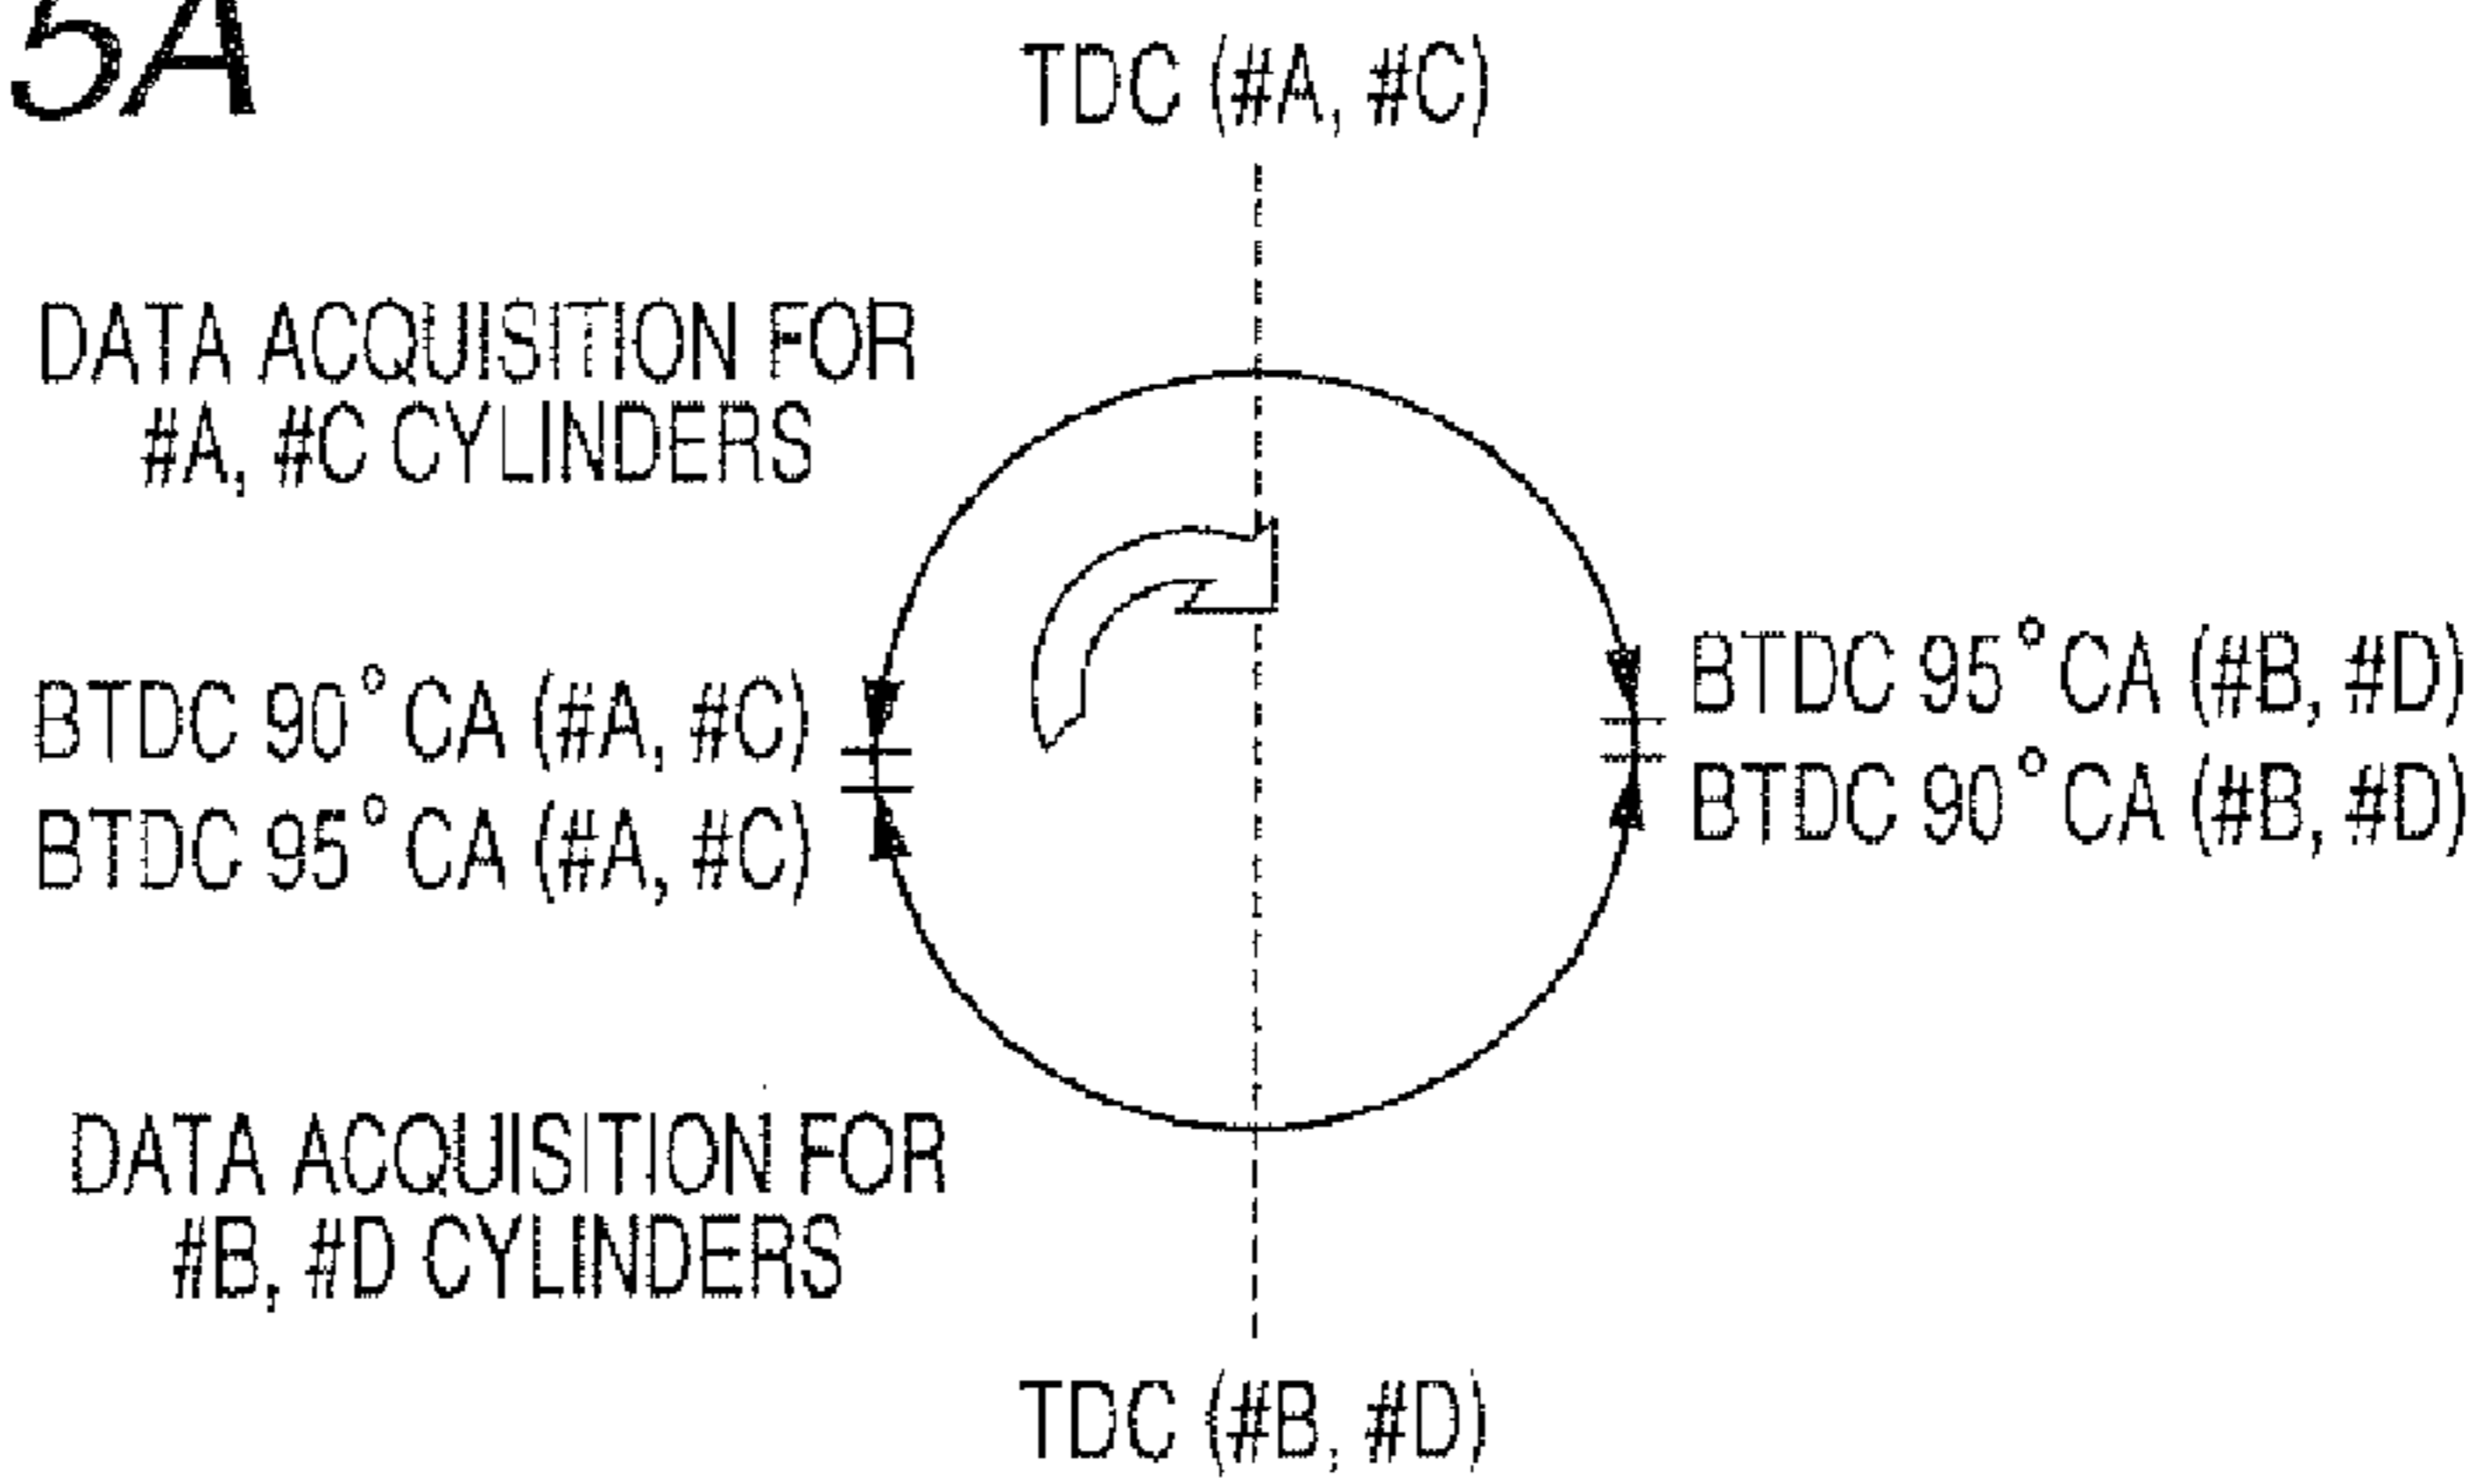 5A
TDC (#A, #C)
DATA ACQUISITION FOR
#A, #C CYLINDERS
BTDC 90°CA (#A, #C)
BTDC 95°CA (#A, #C)
BTDC 95°CA (#B, #D)
BTDC 90°CA (#B, #D)
DATA ACQUISITION FOR
#B, #D CYLINDERS
TDC (#B, #D)